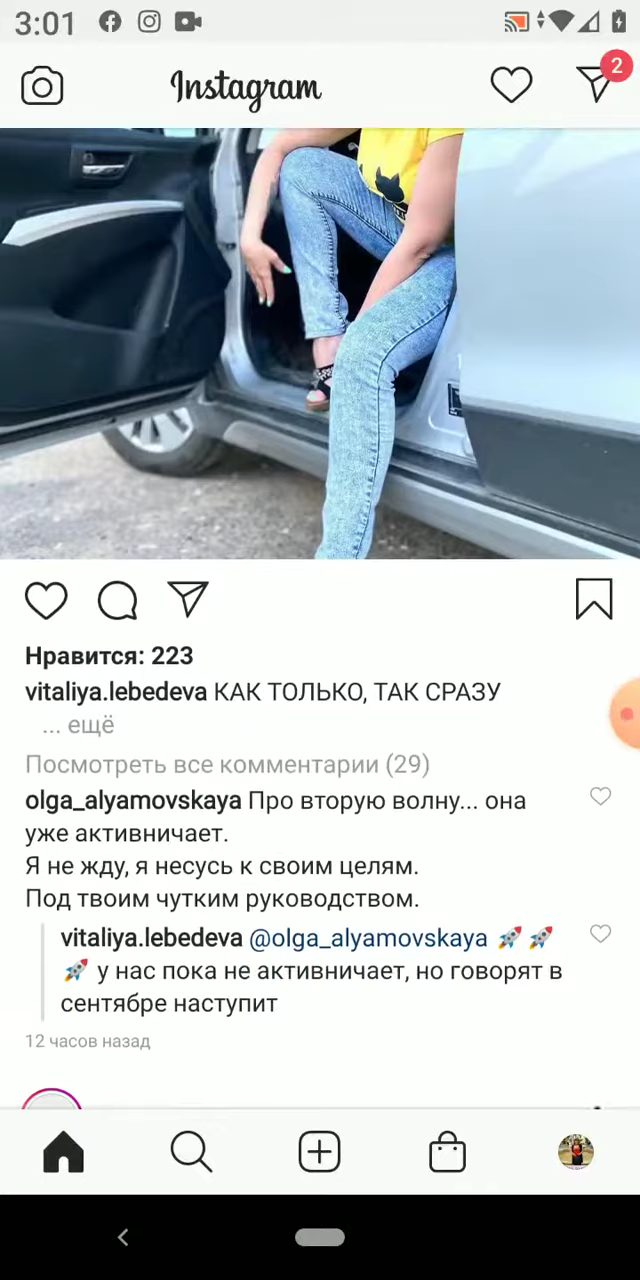 3:01
Instagram
2
Нравится: 223
vitaliya.lebedeva КАК ТОЛЬКО, ТАК СРАЗУ
... ещё
Посмотреть все комментарии (29)
olga_alyamovskaya Про вторую волну... она
уже активничает.
Я не жду, я несусь к своим целям.
Под твоим чутким руководством.
vitaliya.lebedeva @olga_alyamovskaya 🚀🚀
🚀 у нас пока не активничает, но говорят в
сентябре наступит
12 часов назад